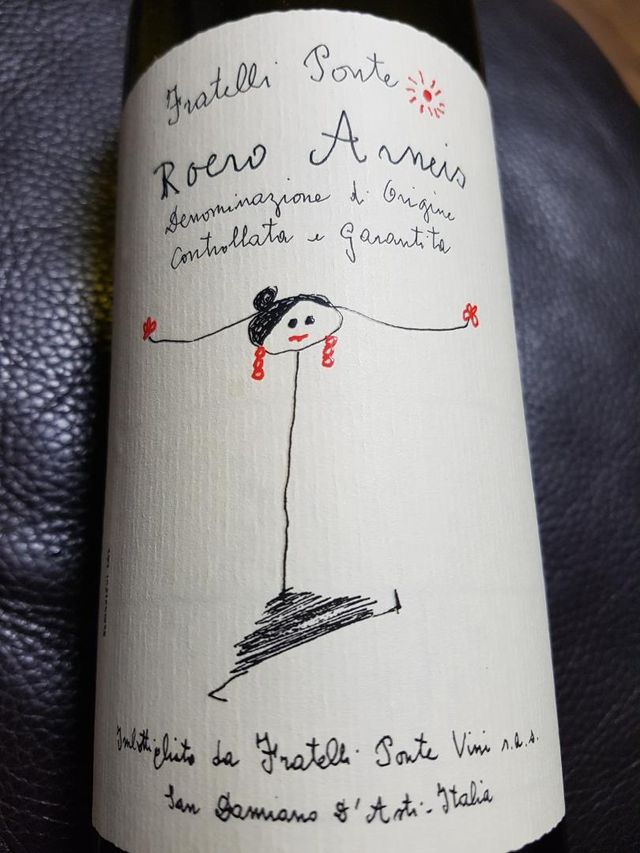 Fratelli Ponte
Roero Arneis
Denominazione di Origine
Controllata e Garantita
Imbottigliato da Fratelli Ponte Vini s.a.s.
San Damiano D'Asti - Italia